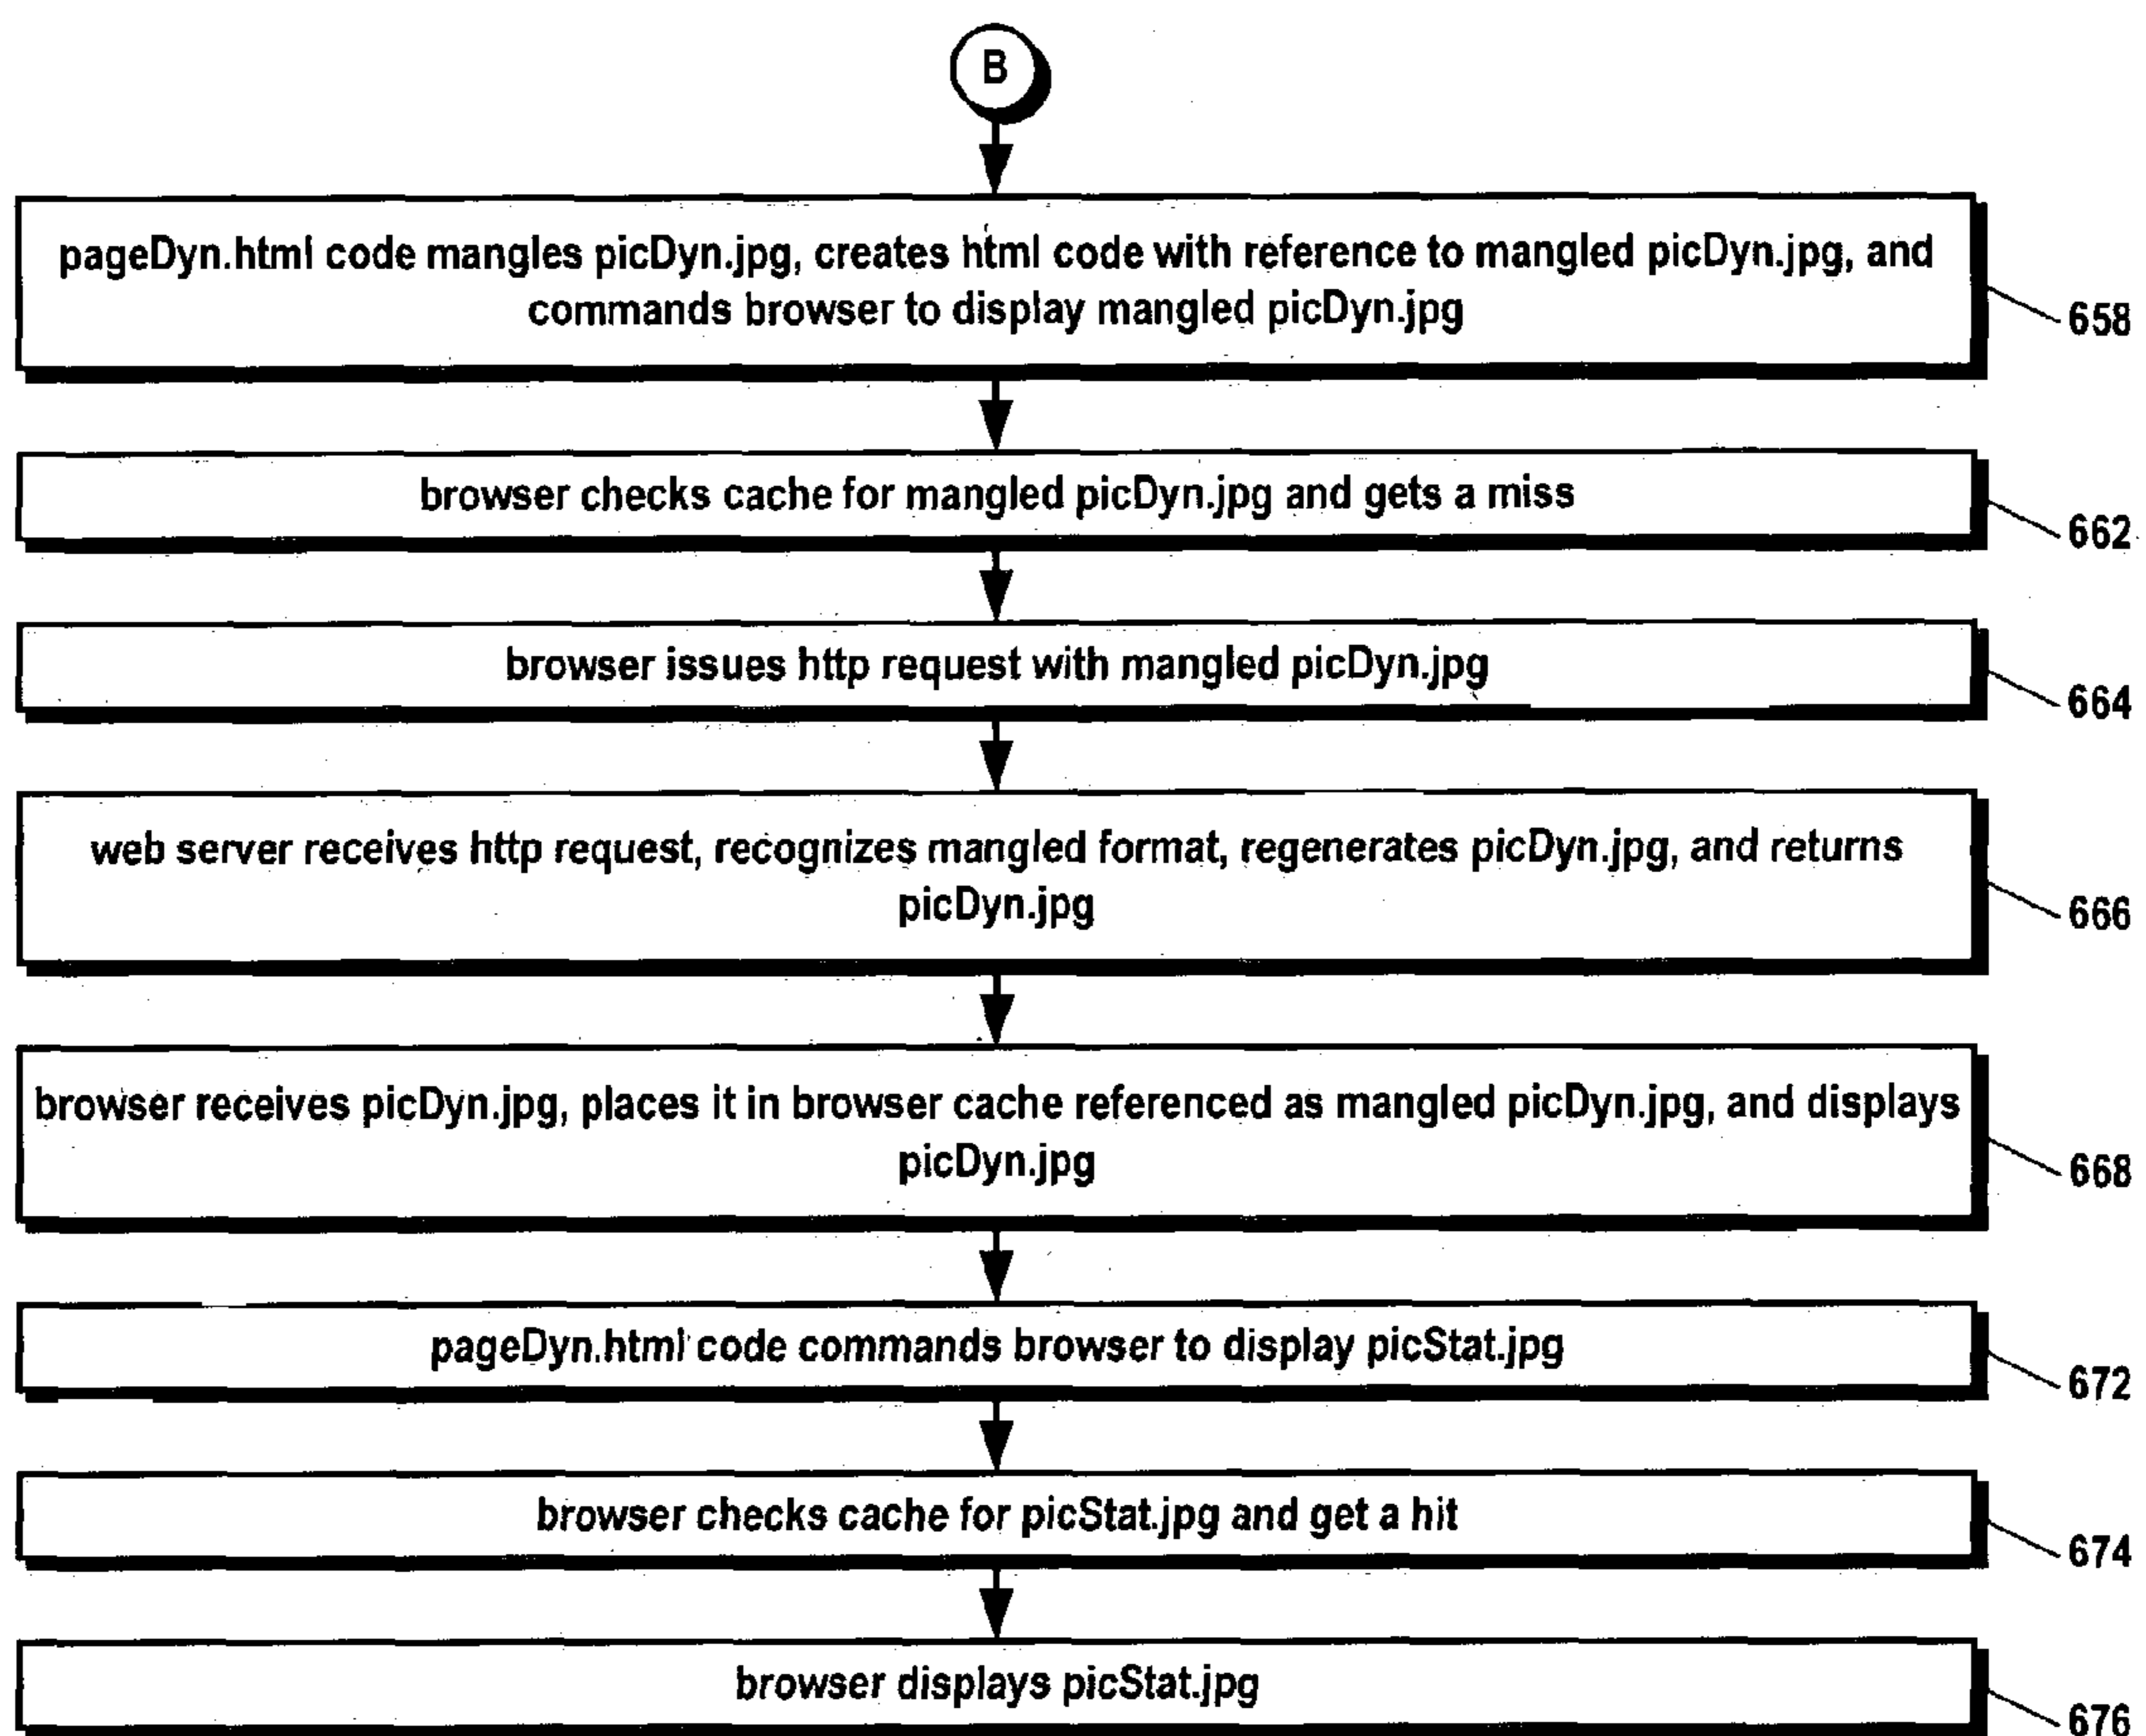 B
pageDyn.html code mangles picDyn.jpg, creates html code with reference to mangled picDyn.jpg, and
commands browser to display mangled picDyn.jpg
658
browser checks cache for mangled picDyn.jpg and gets a miss
662
browser issues http request with mangled picDyn.jpg
664
web server receives http request, recognizes mangled format, regenerates picDyn.jpg, and returns
picDyn.jpg
666
browser receives picDyn.jpg, places it in browser cache referenced as mangled picDyn.jpg, and displays
picDyn.jpg
668
pageDyn.html code commands browser to display picStat.jpg
672
browser checks cache for picStat.jpg and get a hit
674
browser displays picStat.jpg
676